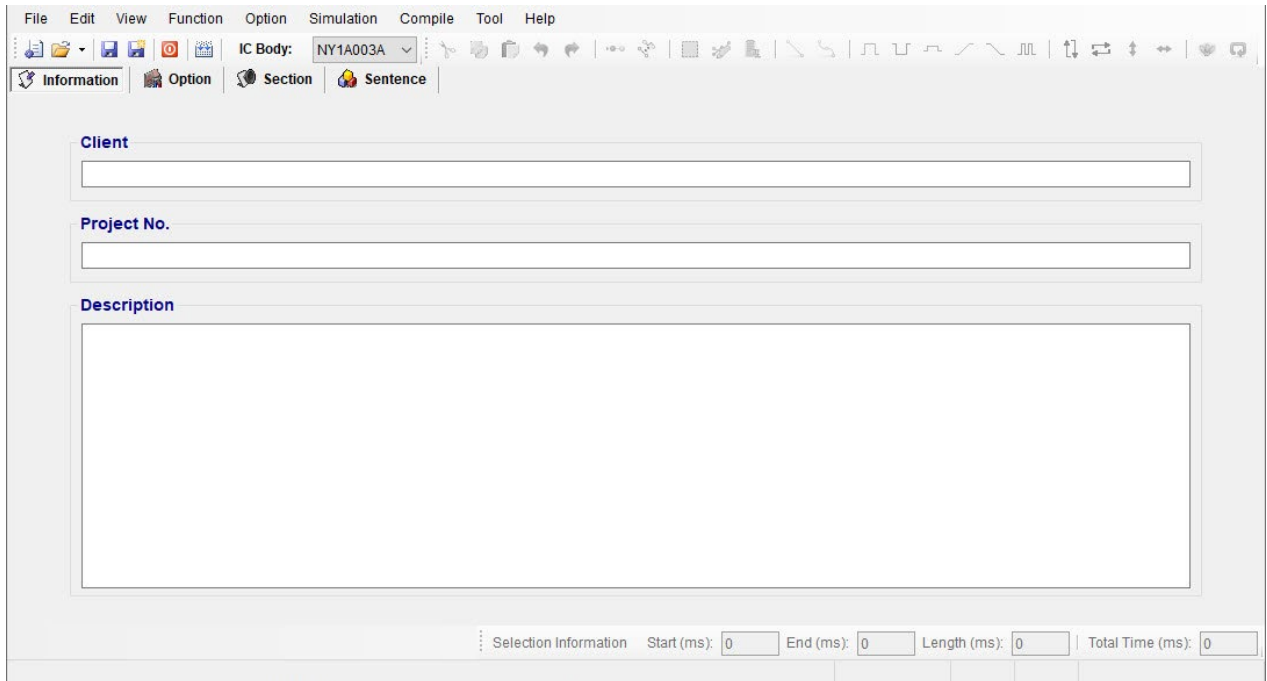 File Edit View Function Option Simulation Compile Tool Help
IC Body: NY1A003A
Information Option Section Sentence
Client
Project No.
Description
Selection Information Start (ms): 0 End (ms): 0 Length (ms): 0 Total Time (ms): 0